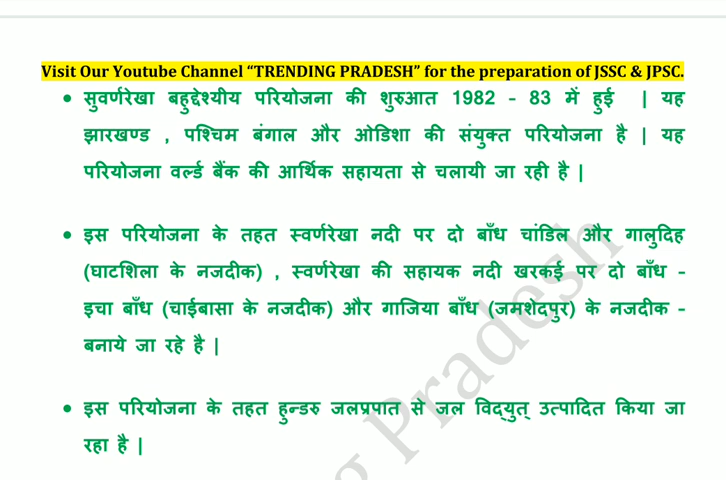 Visit Our Youtube Channel “TRENDING PRADESH” for the preparation of JSSC & JPSC.
• सुवर्णरेखा बहुद्देश्यीय परियोजना की शुरुआत 1982 – 83 में हुई | यह
झारखण्ड , पश्चिम बंगाल और ओडिशा की संयुक्त परियोजना है | यह
परियोजना वर्ल्ड बैंक की आर्थिक सहायता से चलायी जा रही है |
• इस परियोजना के तहत स्वर्णरेखा नदी पर दो बाँध चांडिल और गालुदिह
(घाटशिला के नजदीक) , स्वर्णरेखा की सहायक नदी खरकई पर दो बाँध –
इचा बाँध (चाईबासा के नजदीक) और गाजिया बाँध (जमशेदपुर) के नजदीक –
बनाये जा रहे है |
• इस परियोजना के तहत हुन्डरु जलप्रपात से जल विद्युत् उत्पादित किया जा
रहा है |
g Pradesh